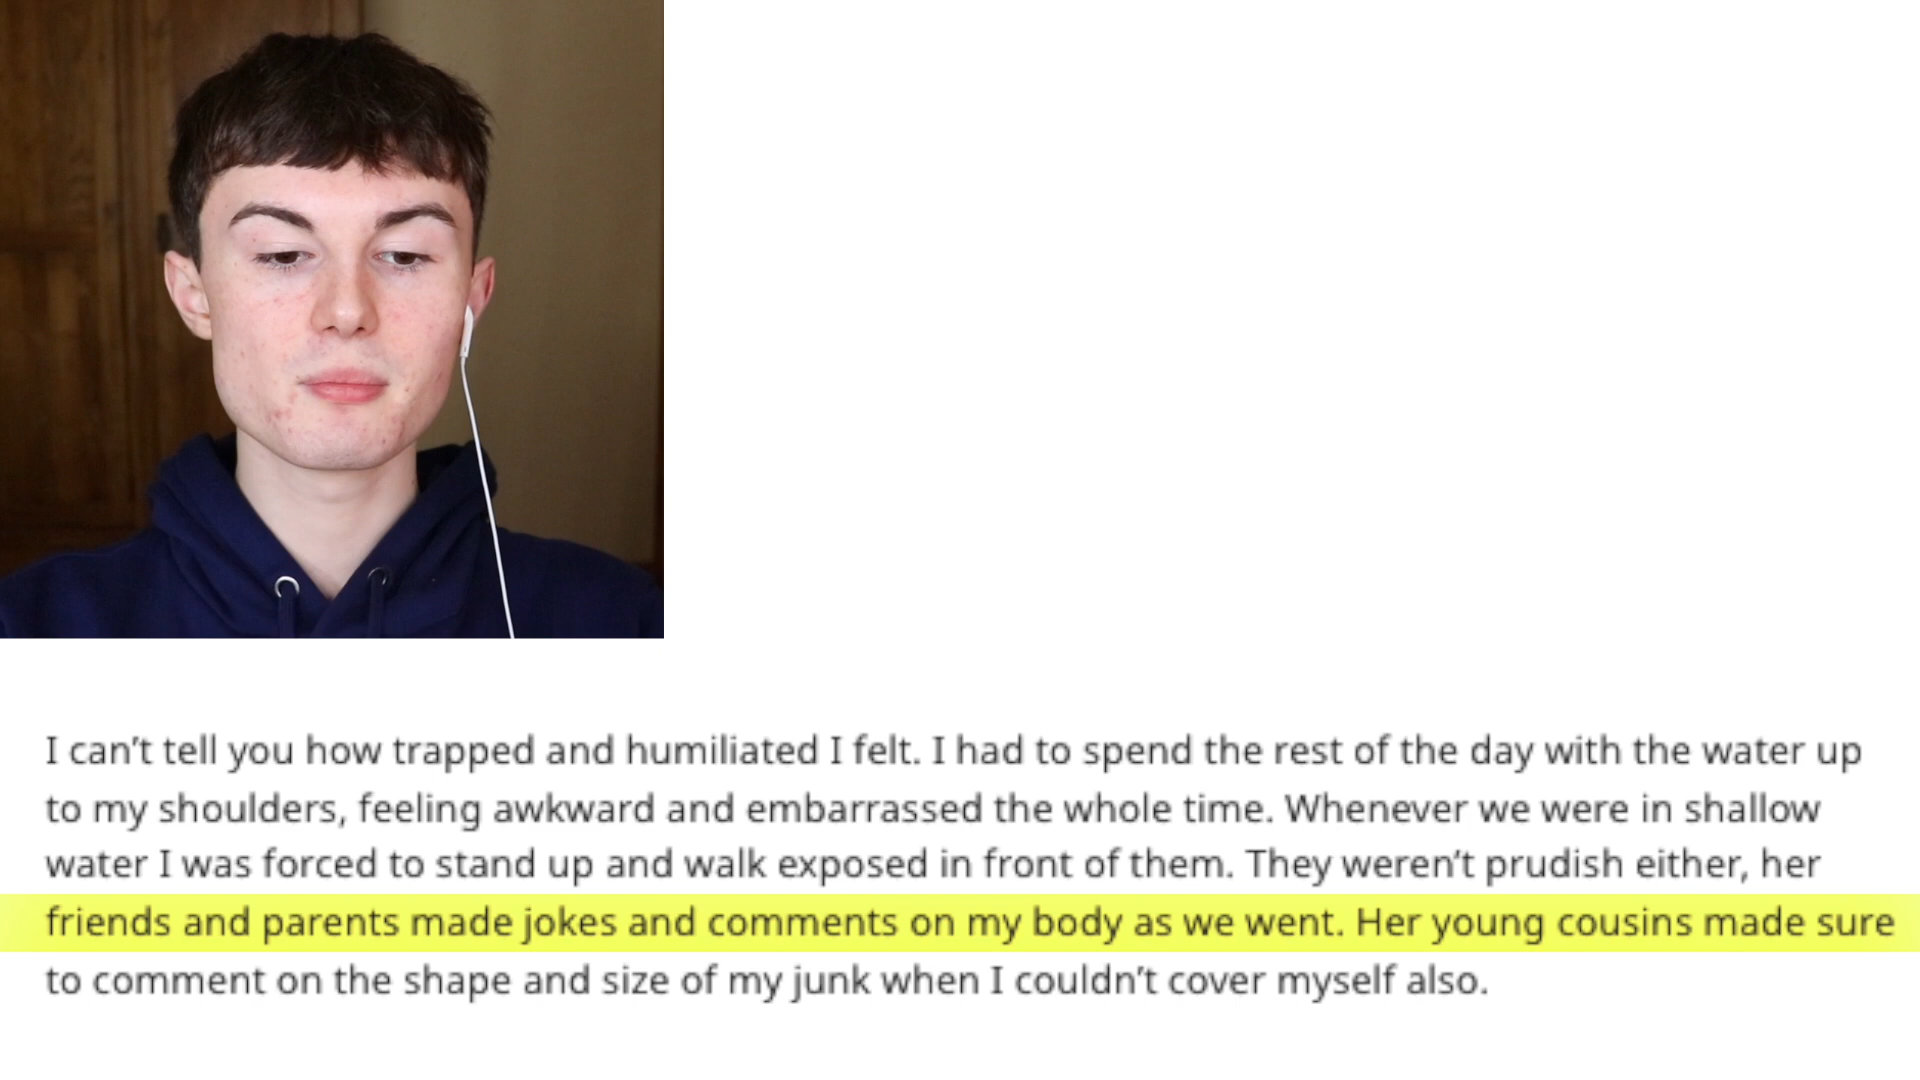 I can’t tell you how trapped and humiliated I felt. I had to spend the rest of the day with the water up
to my shoulders, feeling awkward and embarrassed the whole time. Whenever we were in shallow
water I was forced to stand up and walk exposed in front of them. They weren’t prudish either, her
friends and parents made jokes and comments on my body as we went. Her young cousins made sure
to comment on the shape and size of my junk when I couldn’t cover myself also.